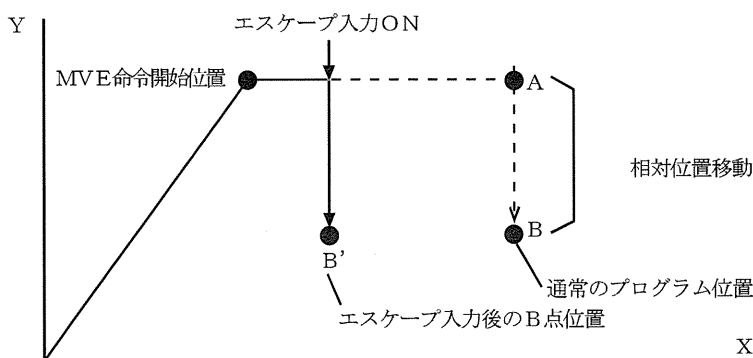 Y
エスケープ入力ON
MVE命令開始位置
A
相対位置移動
B
B’
通常のプログラム位置
エスケープ入力後のB点位置
X